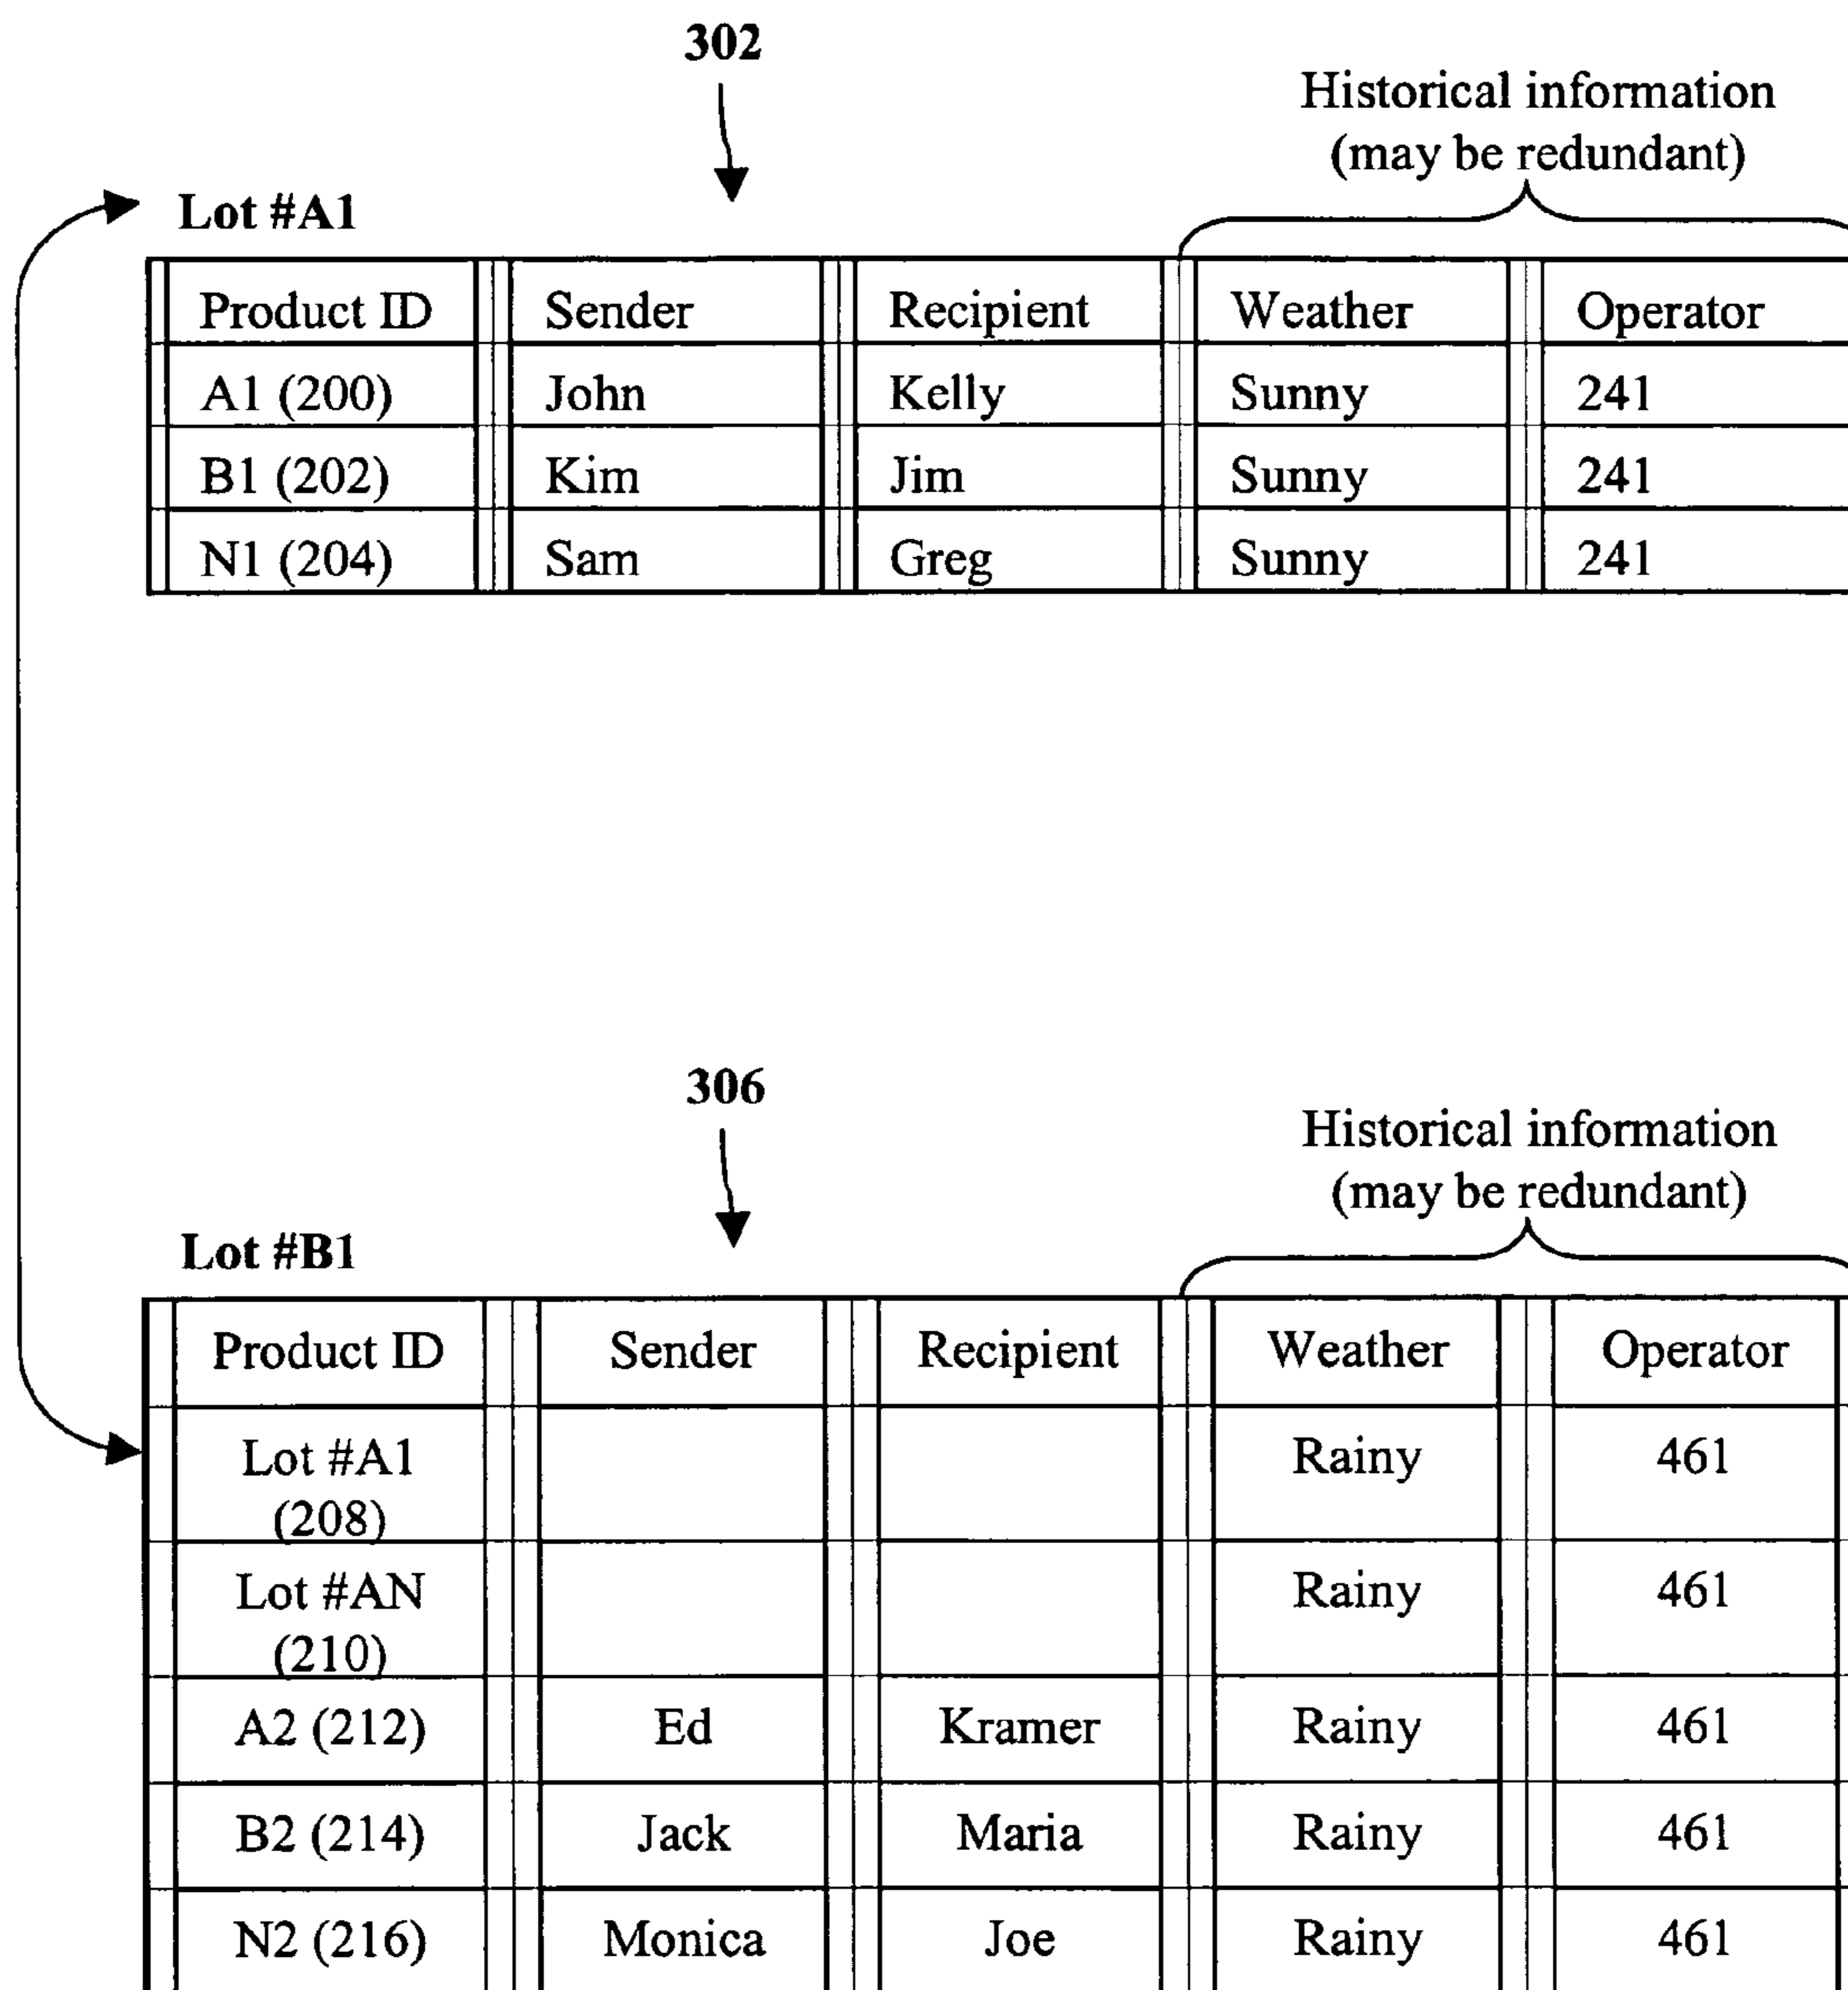 302
Historical information
(may be redundant)
Lot #A1
Product ID Sender Recipient Weather Operator
A1 (200) John Kelly Sunny 241
B1 (202) Kim Jim Sunny 241
N1 (204) Sam Greg Sunny 241
306
Historical information
(may be redundant)
Lot #B1
Product ID Sender Recipient Weather Operator
Lot #A1 Rainy 461
(208)
Lot #AN Rainy 461
(210)
A2 (212) Ed Kramer Rainy 461
B2 (214) Jack Maria Rainy 461
N2 (216) Monica Joe Rainy 461